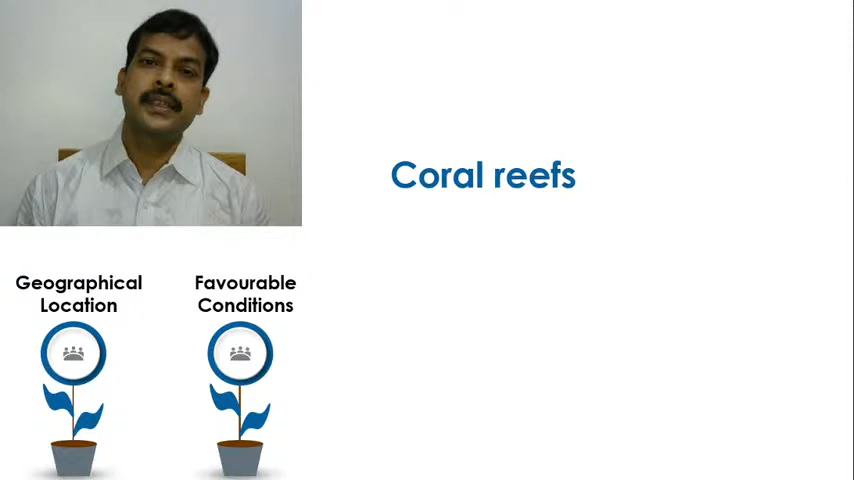 Coral reefs
Geographical
Location
Favourable
Conditions